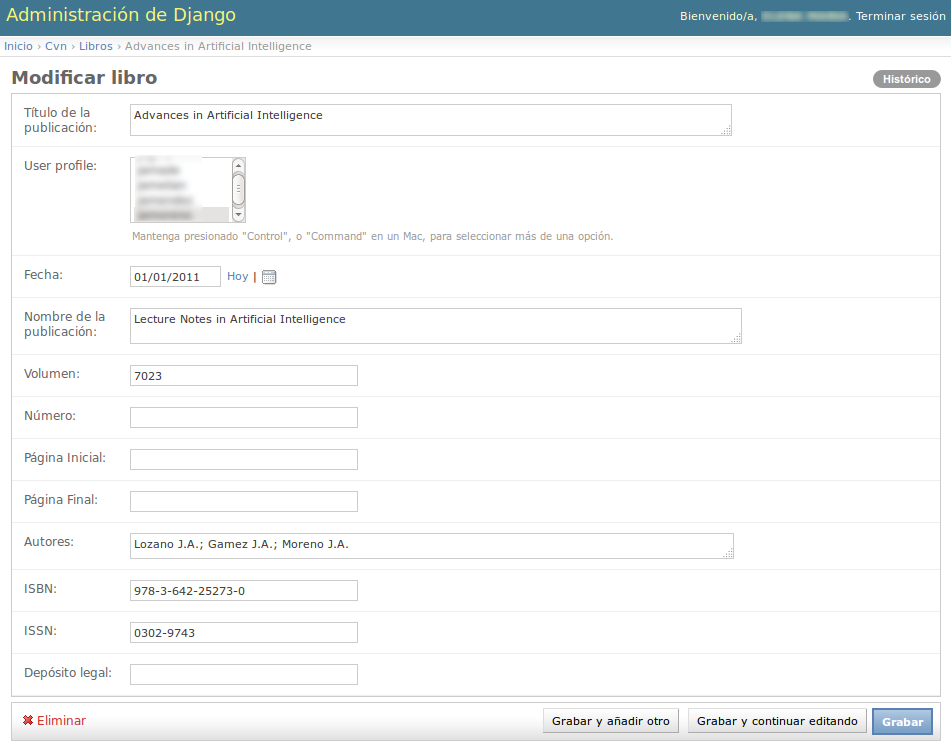 Administración de Django
Bienvenido/a, . Terminar sesión
Inicio › Cvn › Libros › Advances in Artificial Intelligence
Modificar libro
Histórico
Título de la
publicación:
Advances in Artificial Intelligence
User profile:
Mantenga presionado "Control", o "Command" en un Mac, para seleccionar más de una opción.
Fecha:
01/01/2011
Hoy |
Nombre de la
publicación:
Lecture Notes in Artificial Intelligence
Volumen:
7023
Número:
Página Inicial:
Página Final:
Autores:
Lozano J.A.; Gamez J.A.; Moreno J.A.
ISBN:
978-3-642-25273-0
ISSN:
0302-9743
Depósito legal:
Eliminar
Grabar y añadir otro
Grabar y continuar editando
Grabar